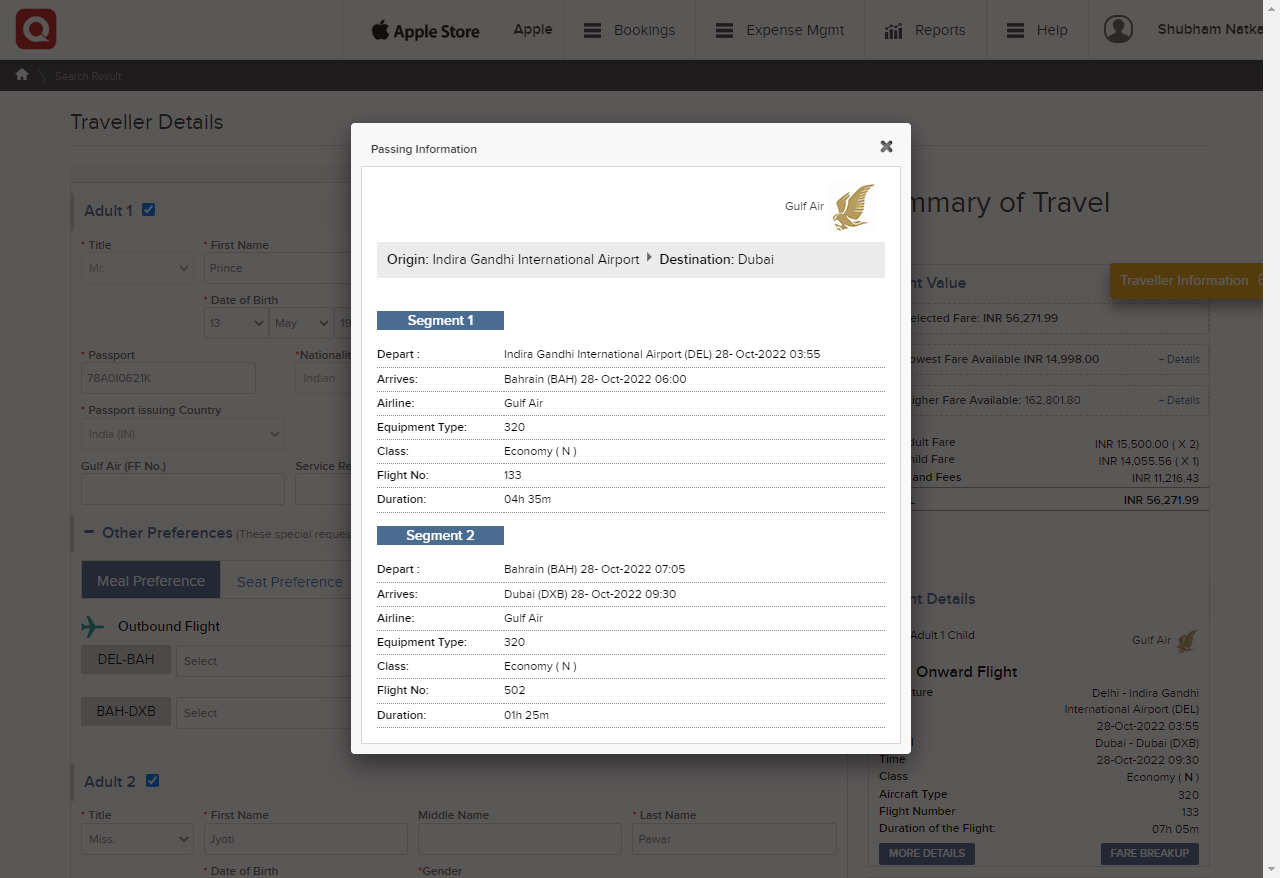 Q
Apple Store
Apple
Bookings
Expense Mgmt
Reports
Help
Shubham Natka
Search Result
Traveller Details
Passing Information
Gulf Air
Origin: Indira Gandhi International Airport Destination: Dubai
Segment 1
Depart : Indira Gandhi International Airport (DEL) 28- Oct-2022 03:55
Arrives: Bahrain (BAH) 28- Oct-2022 06:00
Airline: Gulf Air
Equipment Type: 320
Class: Economy ( N )
Flight No: 133
Duration: 04h 35m
Segment 2
Depart : Bahrain (BAH) 28- Oct-2022 07:05
Arrives: Dubai (DXB) 28- Oct-2022 09:30
Airline: Gulf Air
Equipment Type: 320
Class: Economy ( N )
Flight No: 502
Duration: 01h 25m
Adult 1
* Title * First Name
Mr. Prince
* Date of Birth
13 May 19
* Passport *Nationalit
78A0I0621K Indian
* Passport issuing Country
India (IN)
Gulf Air (FF No.) Service Re
Other Preferences (These special reques
Meal Preference Seat Preference
Outbound Flight
DEL-BAH Select
BAH-DXB Select
Adult 2
* Title * First Name Middle Name * Last Name
Miss. Jyoti Pawar
* Date of Birth *Gender
mmary of Travel
nt Value
Traveller Information
elected Fare: INR 56,271.99
owest Fare Available INR 14,998.00 – Details
igher Fare Available: 162,801.80 – Details
dult Fare INR 15,500.00 ( X 2)
hild Fare INR 14,055.56 ( X 1)
and Fees INR 11,216.43
INR 56,271.99
nt Details
Adult 1 Child Gulf Air
Onward Flight
ture Delhi - Indira Gandhi
International Airport (DEL)
28-Oct-2022 03:55
Dubai - Dubai (DXB)
Time 28-Oct-2022 09:30
Class Economy ( N )
Aircraft Type 320
Flight Number 133
Duration of the Flight: 07h 05m
MORE DETAILS FARE BREAKUP